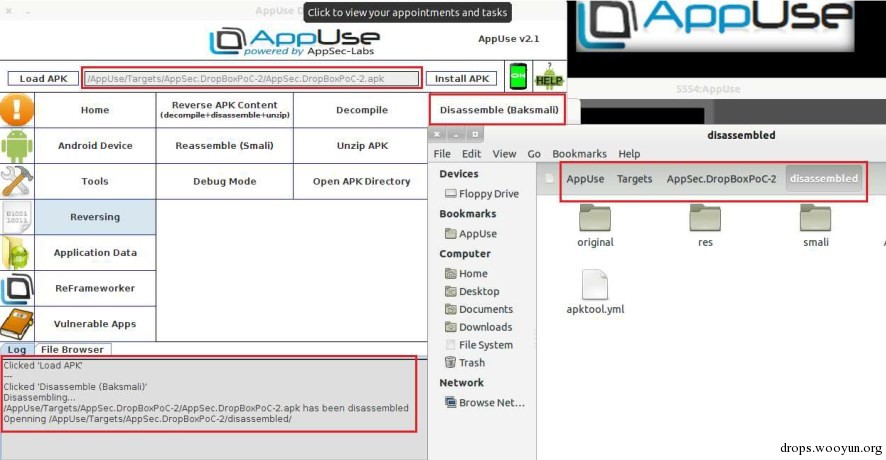 AppUse D
Click to view your appointments and tasks
AppUse
powered by AppSec-Labs
AppUse v2.1
Load APK
/AppUse/Targets/AppSec.DropBoxPoC-2/AppSec.DropBoxPoC-2.apk
Install APK
ON
HELP
Home
Reverse APK Content
(decompile+disassemble+unzip)
Decompile
Disassemble (Baksmali)
Android Device
Reassemble (Smali)
Unzip APK
Tools
Debug Mode
Open APK Directory
Reversing
Application Data
ReFrameworker
Vulnerable Apps
Log
File Browser
Clicked 'Load APK'
---
Clicked 'Disassemble (Baksmali)'
Disassembling...
/AppUse/Targets/AppSec.DropBoxPoC-2/AppSec.DropBoxPoC-2.apk has been disassembled
Openning /AppUse/Targets/AppSec.DropBoxPoC-2/disassembled/
AppUse
powered by AppSec-Labs
5554:AppUse
disassembled
File Edit View Go Bookmarks Help
Devices
Floppy Drive
Bookmarks
AppUse
Computer
Home
Desktop
Documents
Downloads
File System
Trash
Network
Browse Net...
AppUse Targets AppSec.DropBoxPoC-2 disassembled
original
res
smali
apktool.yml
drops.wooyun.org